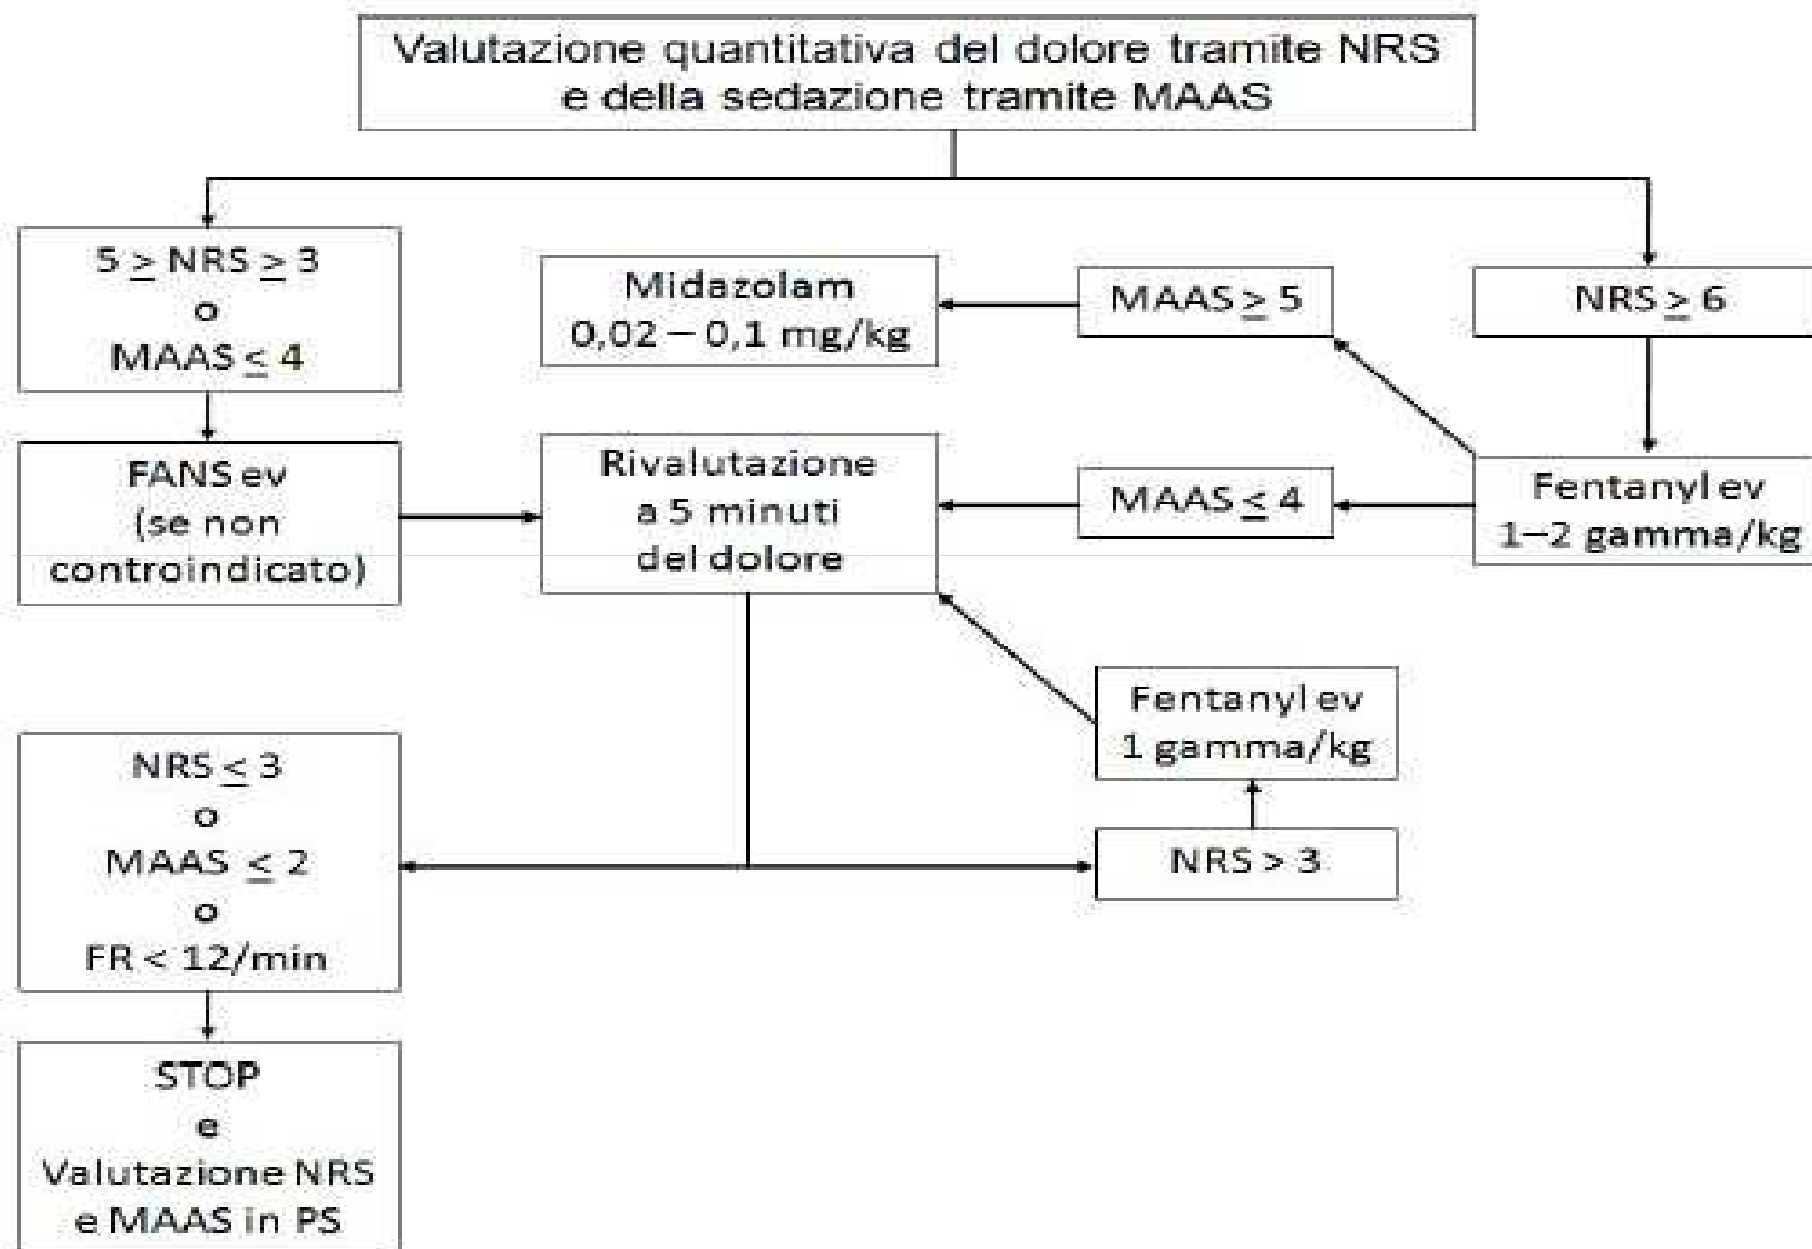 Valutazione quantitativa del dolore tramite NRS
e della sedazione tramite MAAS
5 ≥ NRS ≥ 3
o
MAAS ≤ 4
Midazolam
0,02 – 0,1 mg/kg
MAAS ≥ 5
NRS ≥ 6
FANS ev
(se non
controindicato)
Rivalutazione
a 5 minuti
del dolore
MAAS ≤ 4
Fentanyl ev
1–2 gamma/kg
Fentanyl ev
1 gamma/kg
NRS > 3
NRS ≤ 3
o
MAAS ≤ 2
o
FR < 12/min
STOP
e
Valutazione NRS
e MAAS in PS